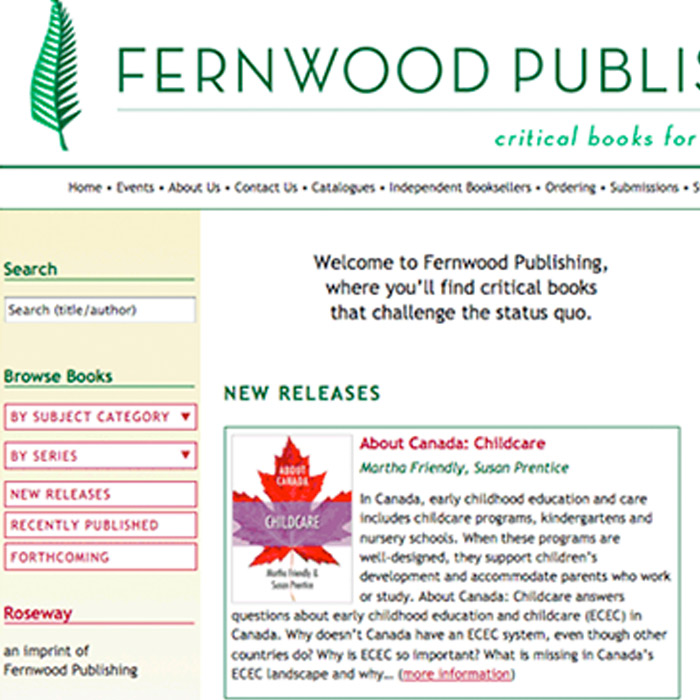 FERNWOOD PUBLIS
critical books for
Home • Events • About Us • Contact Us • Catalogues • Independent Booksellers • Ordering • Submissions • S
Search
Search (title/author)
Browse Books
BY SUBJECT CATEGORY ▼
BY SERIES ▼
NEW RELEASES
RECENTLY PUBLISHED
FORTHCOMING
Roseway
an imprint of
Fernwood Publishing
Welcome to Fernwood Publishing,
where you'll find critical books
that challenge the status quo.
NEW RELEASES
ABOUT
CANADA
CHILDCARE
Martha Friendly &
Susan Prentice
About Canada: Childcare
Martha Friendly, Susan Prentice
In Canada, early childhood education and care
includes childcare programs, kindergartens and
nursery schools. When these programs are
well-designed, they support children's
development and accommodate parents who work
or study. About Canada: Childcare answers
questions about early childhood education and childcare (ECEC) in
Canada. Why doesn't Canada have an ECEC system, even though other
countries do? Why is ECEC so important? What is missing in Canada's
ECEC landscape and why... (more information)